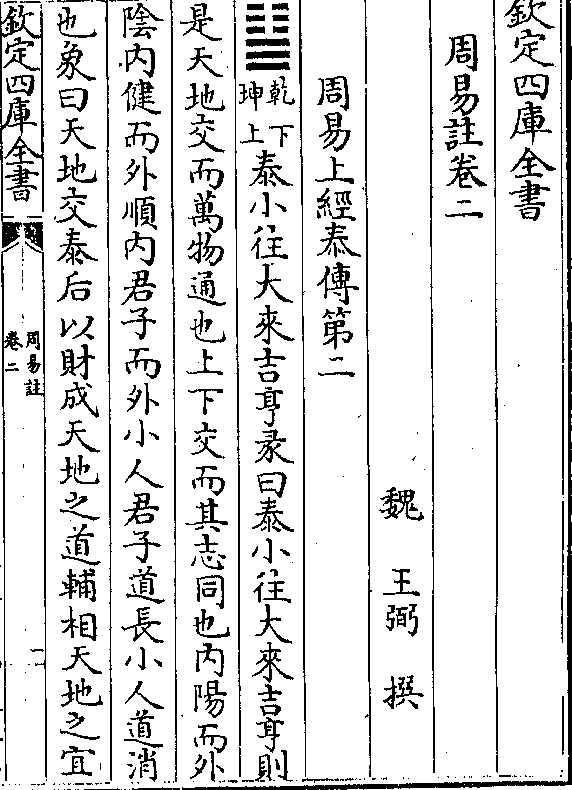 欽定四庫全書
周易註卷二
魏 王弼 撰
周易上經泰傳第二
䷊乾下坤上泰小往大來吉亨彖曰泰小往大來吉亨則
是天地交而萬物通也上下交而其志同也内陽而外
陰内健而外順内君子而外小人君子道長小人道消
也象曰天地交泰后以財成天地之道輔相天地之宜
欽定四庫全書
周易註
卷二
一